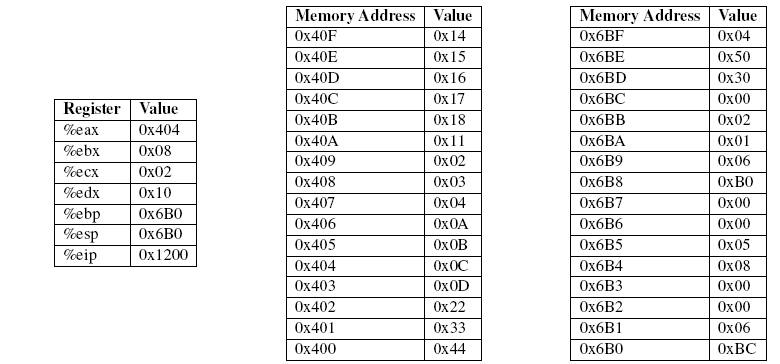 Register Value
%eax 0x404
%ebx 0x08
%ecx 0x02
%edx 0x10
%ebp 0x6B0
%esp 0x6B0
%eip 0x1200
Memory Address Value
0x40F 0x14
0x40E 0x15
0x40D 0x16
0x40C 0x17
0x40B 0x18
0x40A 0x11
0x409 0x02
0x408 0x03
0x407 0x04
0x406 0x0A
0x405 0x0B
0x404 0x0C
0x403 0x0D
0x402 0x22
0x401 0x33
0x400 0x44
Memory Address Value
0x6BF 0x04
0x6BE 0x50
0x6BD 0x30
0x6BC 0x00
0x6BB 0x02
0x6BA 0x01
0x6B9 0x06
0x6B8 0xB0
0x6B7 0x00
0x6B6 0x00
0x6B5 0x05
0x6B4 0x08
0x6B3 0x00
0x6B2 0x00
0x6B1 0x06
0x6B0 0xBC